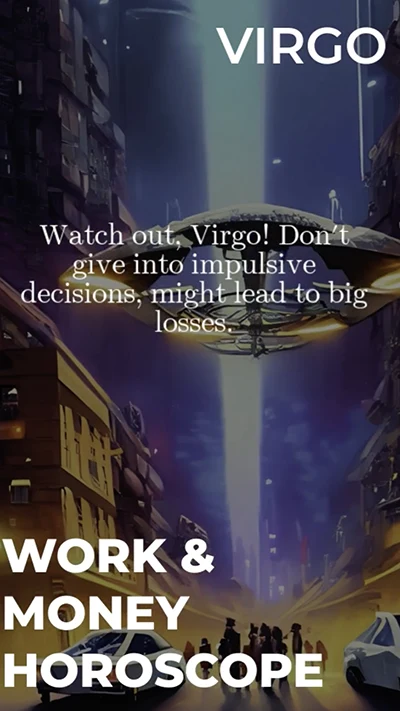 VIRGO
Watch out, Virgo! Don't
give into impulsive
decisions, might lead to big
losses.
WORK &
MONEY
HOROSCOPE